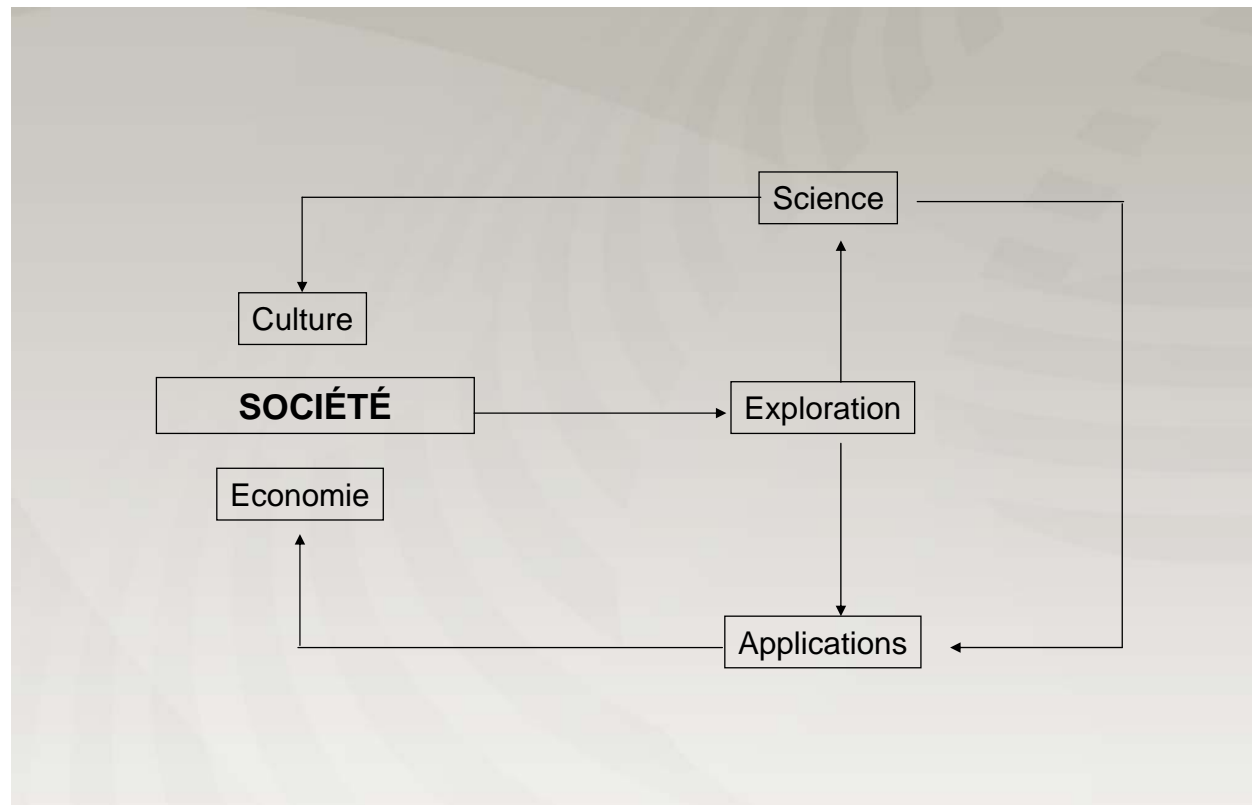 Science
Culture
SOCIÉTÉ
Exploration
Economie
Applications